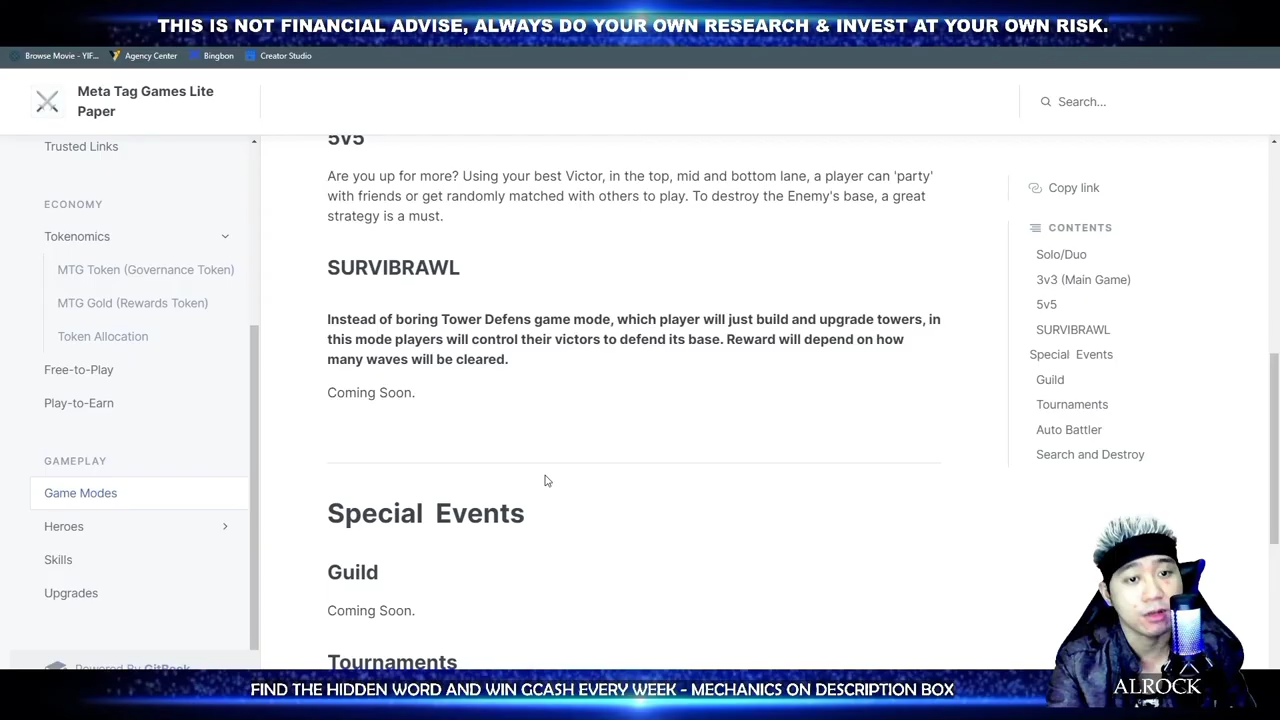 THIS IS NOT FINANCIAL ADVISE, ALWAYS DO YOUR OWN RESEARCH & INVEST AT YOUR OWN RISK.
Browse Movie - YIF... Agency Center Bingbon Creator Studio
Meta Tag Games Lite
Paper
Search...
Trusted Links
ECONOMY
Tokenomics
MTG Token (Governance Token)
MTG Gold (Rewards Token)
Token Allocation
Free-to-Play
Play-to-Earn
GAMEPLAY
Game Modes
Heroes
Skills
Upgrades
Powered By GitBook
5v5
Are you up for more? Using your best Victor, in the top, mid and bottom lane, a player can 'party'
with friends or get randomly matched with others to play. To destroy the Enemy's base, a great
strategy is a must.
SURVIBRAWL
Instead of boring Tower Defens game mode, which player will just build and upgrade towers, in
this mode players will control their victors to defend its base. Reward will depend on how
many waves will be cleared.
Coming Soon.
Special Events
Guild
Coming Soon.
Tournaments
Copy link
CONTENTS
Solo/Duo
3v3 (Main Game)
5v5
SURVIBRAWL
Special Events
Guild
Tournaments
Auto Battler
Search and Destroy
ALROCK
FIND THE HIDDEN WORD AND WIN GCASH EVERY WEEK - MECHANICS ON DESCRIPTION BOX